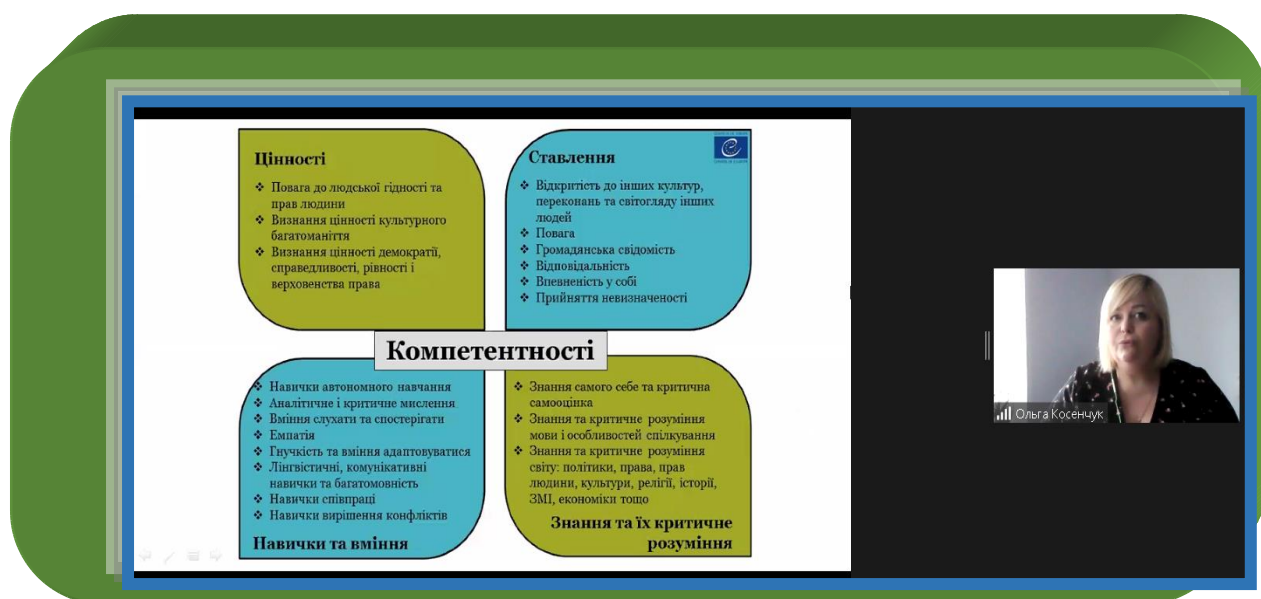 Цінності
❖ Повага до людської гідності та
прав людини
❖ Визнання цінності культурного
багатоманіття
❖ Визнання цінності демократії,
справедливості, рівності і
верховенства права
Ставлення
❖ Відкритість до інших культур,
переконань та світогляду інших
людей
❖ Повага
❖ Громадянська свідомість
❖ Відповідальність
❖ Впевненість у собі
❖ Прийняття невизначеності
Компетентності
❖ Навички автономного навчання
❖ Аналітичне і критичне мислення
❖ Вміння слухати та спостерігати
❖ Емпатія
❖ Гнучкість та вміння адаптовуватися
❖ Лінгвістичні, комунікативні
навички та багатомовність
❖ Навички співпраці
❖ Навички вирішення конфліктів
Навички та вміння
❖ Знання самого себе та критична
самооцінка
❖ Знання та критичне розуміння
мови і особливостей спілкування
❖ Знання та критичне розуміння
світу: політики, права, прав
людини, культури, релігії, історії,
ЗМІ, економіки тощо
Знання та їх критичне
розуміння
Ольга Косенчук